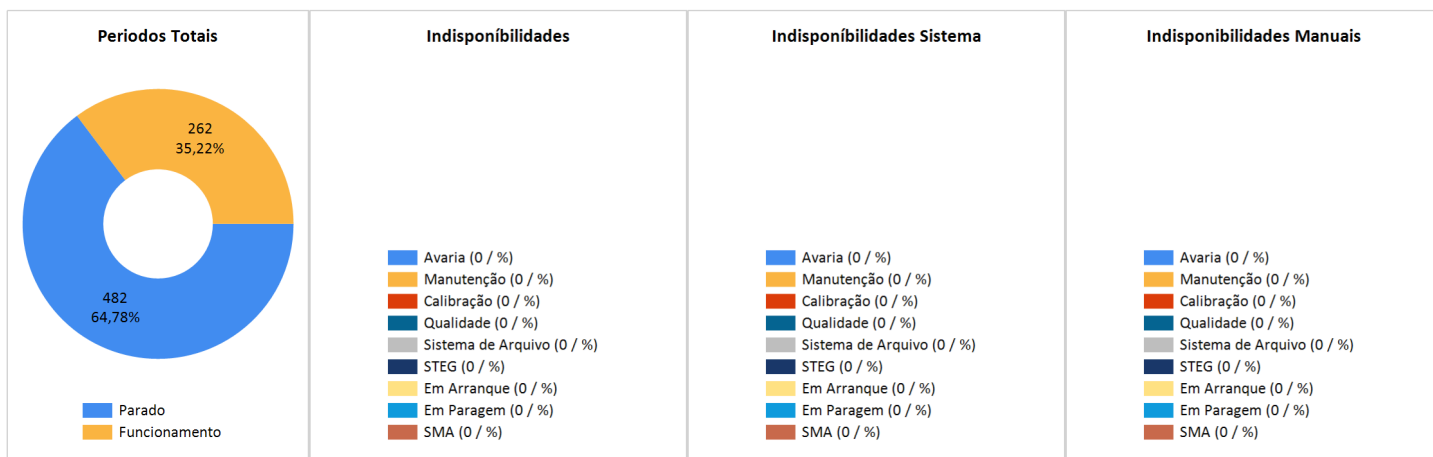 Periodos Totais
262
35,22%
482
64,78%
Parado
Funcionamento
Indisponíbilidades
Avaria (0 / %)
Manutenção (0 / %)
Calibração (0 / %)
Qualidade (0 / %)
Sistema de Arquivo (0 / %)
STEG (0 / %)
Em Arranque (0 / %)
Em Paragem (0 / %)
SMA (0 / %)
Indisponíbilidades Sistema
Avaria (0 / %)
Manutenção (0 / %)
Calibração (0 / %)
Qualidade (0 / %)
Sistema de Arquivo (0 / %)
STEG (0 / %)
Em Arranque (0 / %)
Em Paragem (0 / %)
SMA (0 / %)
Indisponibilidades Manuais
Avaria (0 / %)
Manutenção (0 / %)
Calibração (0 / %)
Qualidade (0 / %)
Sistema de Arquivo (0 / %)
STEG (0 / %)
Em Arranque (0 / %)
Em Paragem (0 / %)
SMA (0 / %)